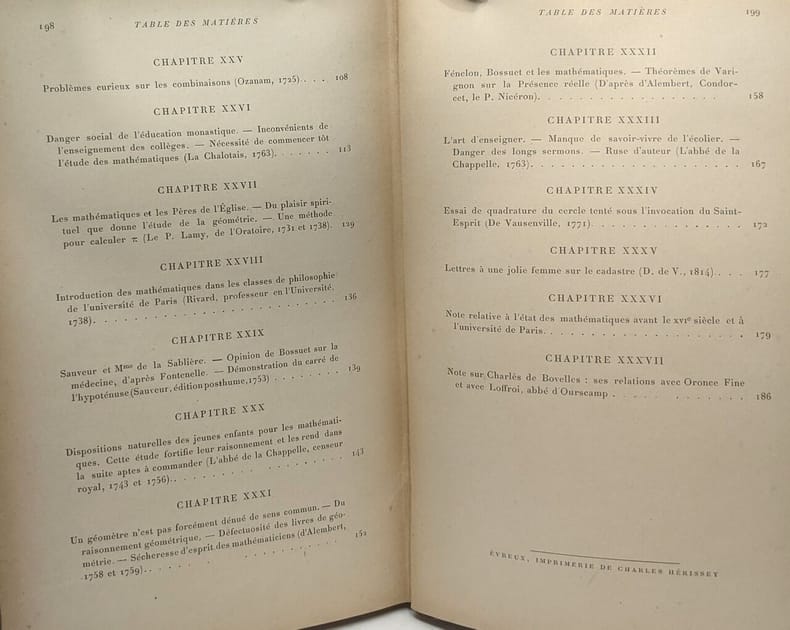 198
TABLE DES MATIÈRES
CHAPITRE XXV
Problèmes curieux sur les combinaisons (Ozanam, 1725). . . . 108
CHAPITRE XXVI
Danger social de l'éducation monastique. — Inconvénients de
l'enseignement des collèges. — Nécessité de commencer tôt
l'étude des mathématiques (La Chalotais, 1763). . . . . . . 113
CHAPITRE XXVII
Les mathématiques et les Pères de l'Église. — Du plaisir spiri-
tuel que donne l'étude de la géométrie. — Une méthode
pour calculer π (Le P. Lamy, de l'Oratoire, 1731 et 1738). 129
CHAPITRE XXVIII
Introduction des mathématiques dans les classes de philosophie
de l'université de Paris (Rivard, professeur en l'Université,
1738). . . . . . . . . . . . . . . . . . . . 136
CHAPITRE XXIX
Sauveur et Mme de la Sablière. — Opinion de Bossuet sur la
médecine, d'après Fontenelle. — Démonstration du carré de
l'hypoténuse (Sauveur, édition posthume, 1753) . . . . . . . 139
CHAPITRE XXX
Dispositions naturelles des jeunes enfants pour les mathémati-
ques. Cette étude fortifie leur raisonnement et les rend dans
la suite aptes à commander (L'abbé de la Chappelle, censeur
royal, 1743 et 1756). . . . . . . . . . . . . . . . 143
CHAPITRE XXXI
Un géomètre n'est pas forcément dénué de sens commun. — Du
raisonnement géométrique. — Défectuosité des livres de géo-
métrie. — Sécheresse d'esprit des mathématiciens (d'Alembert,
1758 et 1759). . . . . . . . . . . . . . . . . 152
TABLE DES MATIÈRES
199
CHAPITRE XXXII
Fénelon, Bossuet et les mathématiques. — Théorèmes de Vari-
gnon sur la Présence réelle (D'après d'Alembert, Condor-
cet, le P. Nicéron). . . . . . . . . . . . . . . . . 158
CHAPITRE XXXIII
L'art d'enseigner. — Manque de savoir-vivre de l'écolier. —
Danger des longs sermons. — Ruse d'auteur (L'abbé de la
Chappelle, 1763). . . . . . . . . . . . . . . . . . 167
CHAPITRE XXXIV
Essai de quadrature du cercle tenté sous l'invocation du Saint-
Esprit (De Vausenville, 1771). . . . . . . . . . . . . 172
CHAPITRE XXXV
Lettres à une jolie femme sur le cadastre (D. de V., 1814). . . 177
CHAPITRE XXXVI
Note relative à l'état des mathématiques avant le XVIe siècle et à
l'université de Paris. . . . . . . . . . . . . . . . . 179
CHAPITRE XXXVII
Note sur Charles de Bovelles : ses relations avec Oronce Fine
et avec Loffroi, abbé d'Ourscamp . . . . . . . . . . . 186
ÉVREUX, IMPRIMERIE DE CHARLES HÉRISSEY